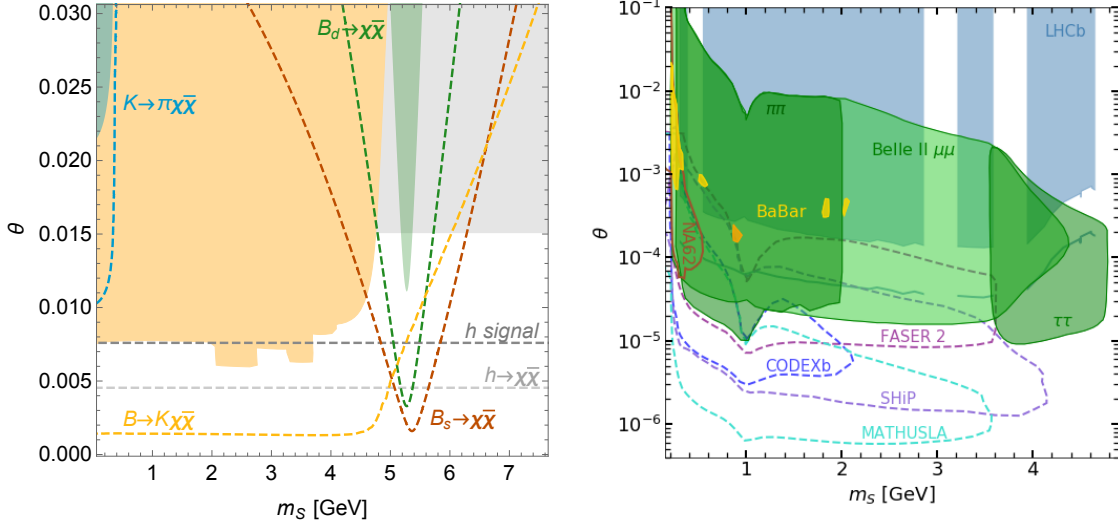 0.030
0.025
0.020
0.015
0.010
0.005
0.000
θ
B_d→χχ̄
K→πχχ̄
h signal
h→χχ̄
B→Kχχ̄
B_s→χχ̄
1 2 3 4 5 6 7
m_S [GeV]
10⁻¹
10⁻²
10⁻³
10⁻⁴
10⁻⁵
10⁻⁶
θ
LHCb
ππ
Belle II μμ
BaBar
NA62
ττ
FASER 2
CODEXb
SHiP
MATHUSLA
1 2 3 4
m_S [GeV]